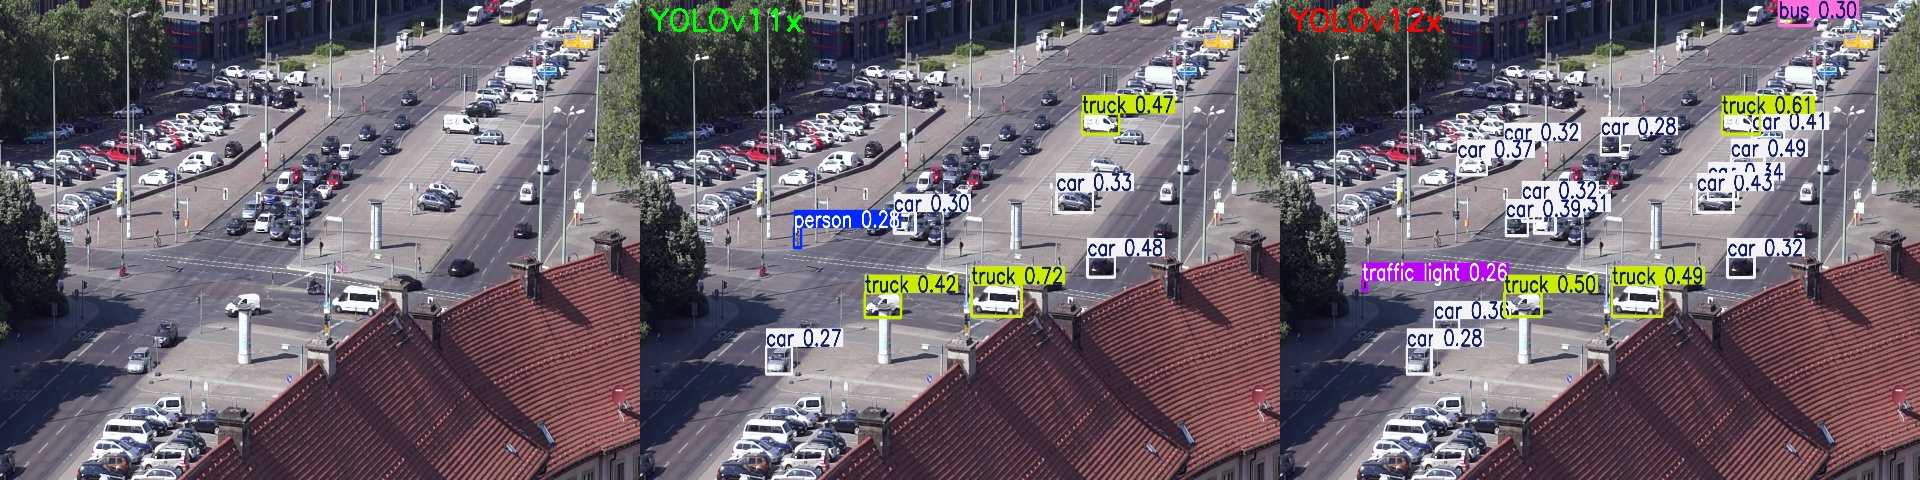 YOLOv11x
truck 0.47
car 0.33
car 0.30
person 0.28
car 0.48
truck 0.42
truck 0.72
car 0.27
YOLOv12x
bus 0.30
truck 0.61
car 0.41
car 0.28
car 0.32
car 0.37
car 0.49
car 0.43
car 0.32
car 0.39
car 0.32
traffic light 0.26
truck 0.50
truck 0.49
car 0.36
car 0.28